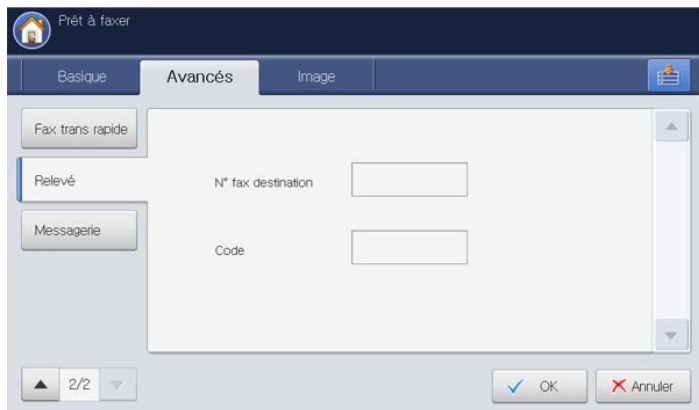 Prêt à faxer
Basique
Avancés
Image
Fax trans rapide
Relevé
N° fax destination
Messagerie
Code
2/2
OK
Annuler